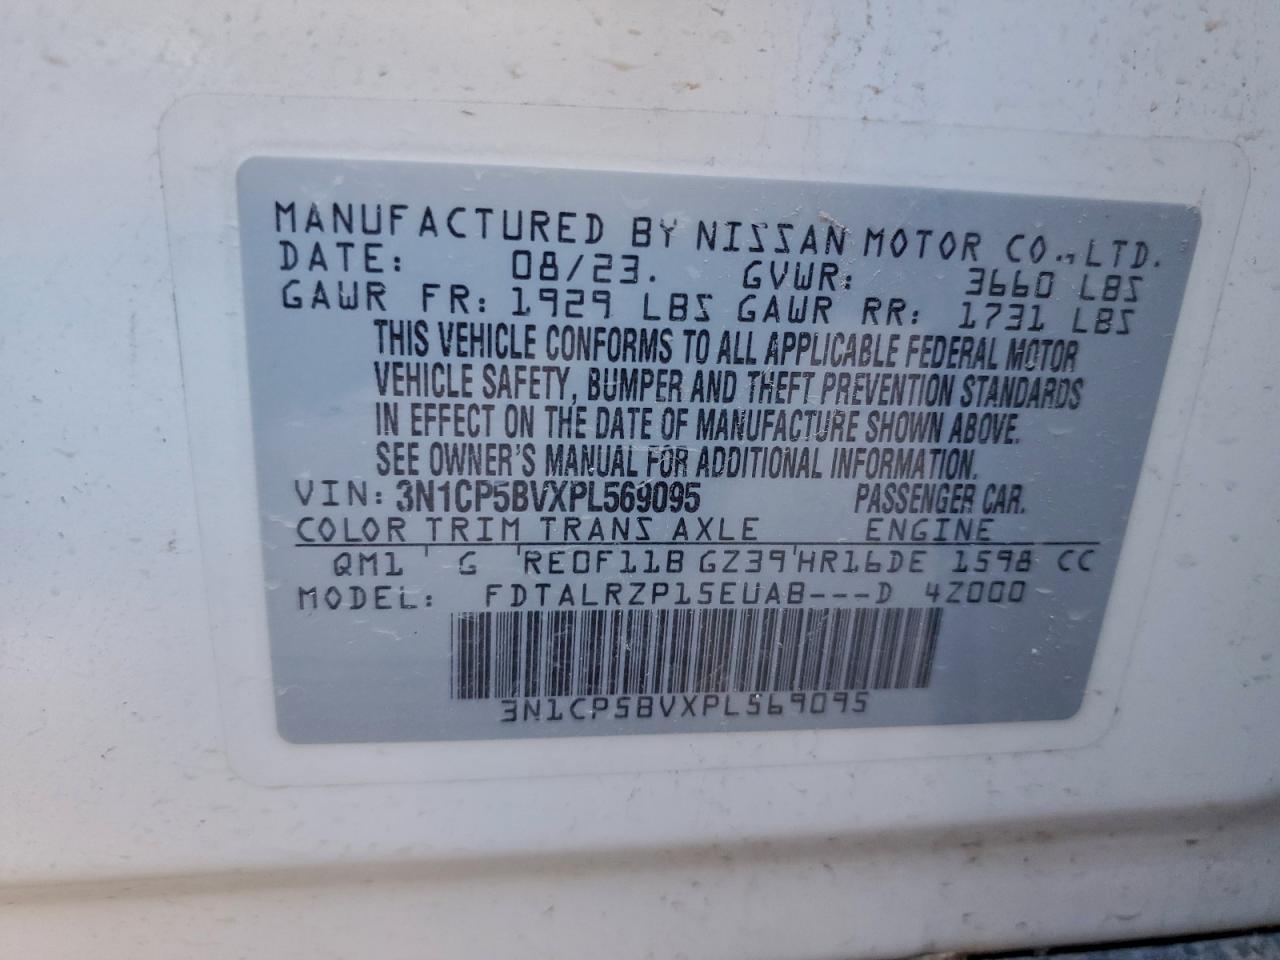 MANUFACTURED BY NISSAN MOTOR CO., LTD.
DATE: 08/23. GVWR: 3660 LBS
GAWR FR: 1929 LBS GAWR RR: 1731 LBS
THIS VEHICLE CONFORMS TO ALL APPLICABLE FEDERAL MOTOR
VEHICLE SAFETY, BUMPER AND THEFT PREVENTION STANDARDS
IN EFFECT ON THE DATE OF MANUFACTURE SHOWN ABOVE.
SEE OWNER'S MANUAL FOR ADDITIONAL INFORMATION.
VIN: 3N1CP5BVXPL569095 PASSENGER CAR.
COLOR TRIM TRANS AXLE ENGINE
QM1 ' G 'RE0F11B GZ39'HR16DE 1598 CC
MODEL: FDTALRZP15EUAB---D 4Z000
3N1CP5BVXPL569095